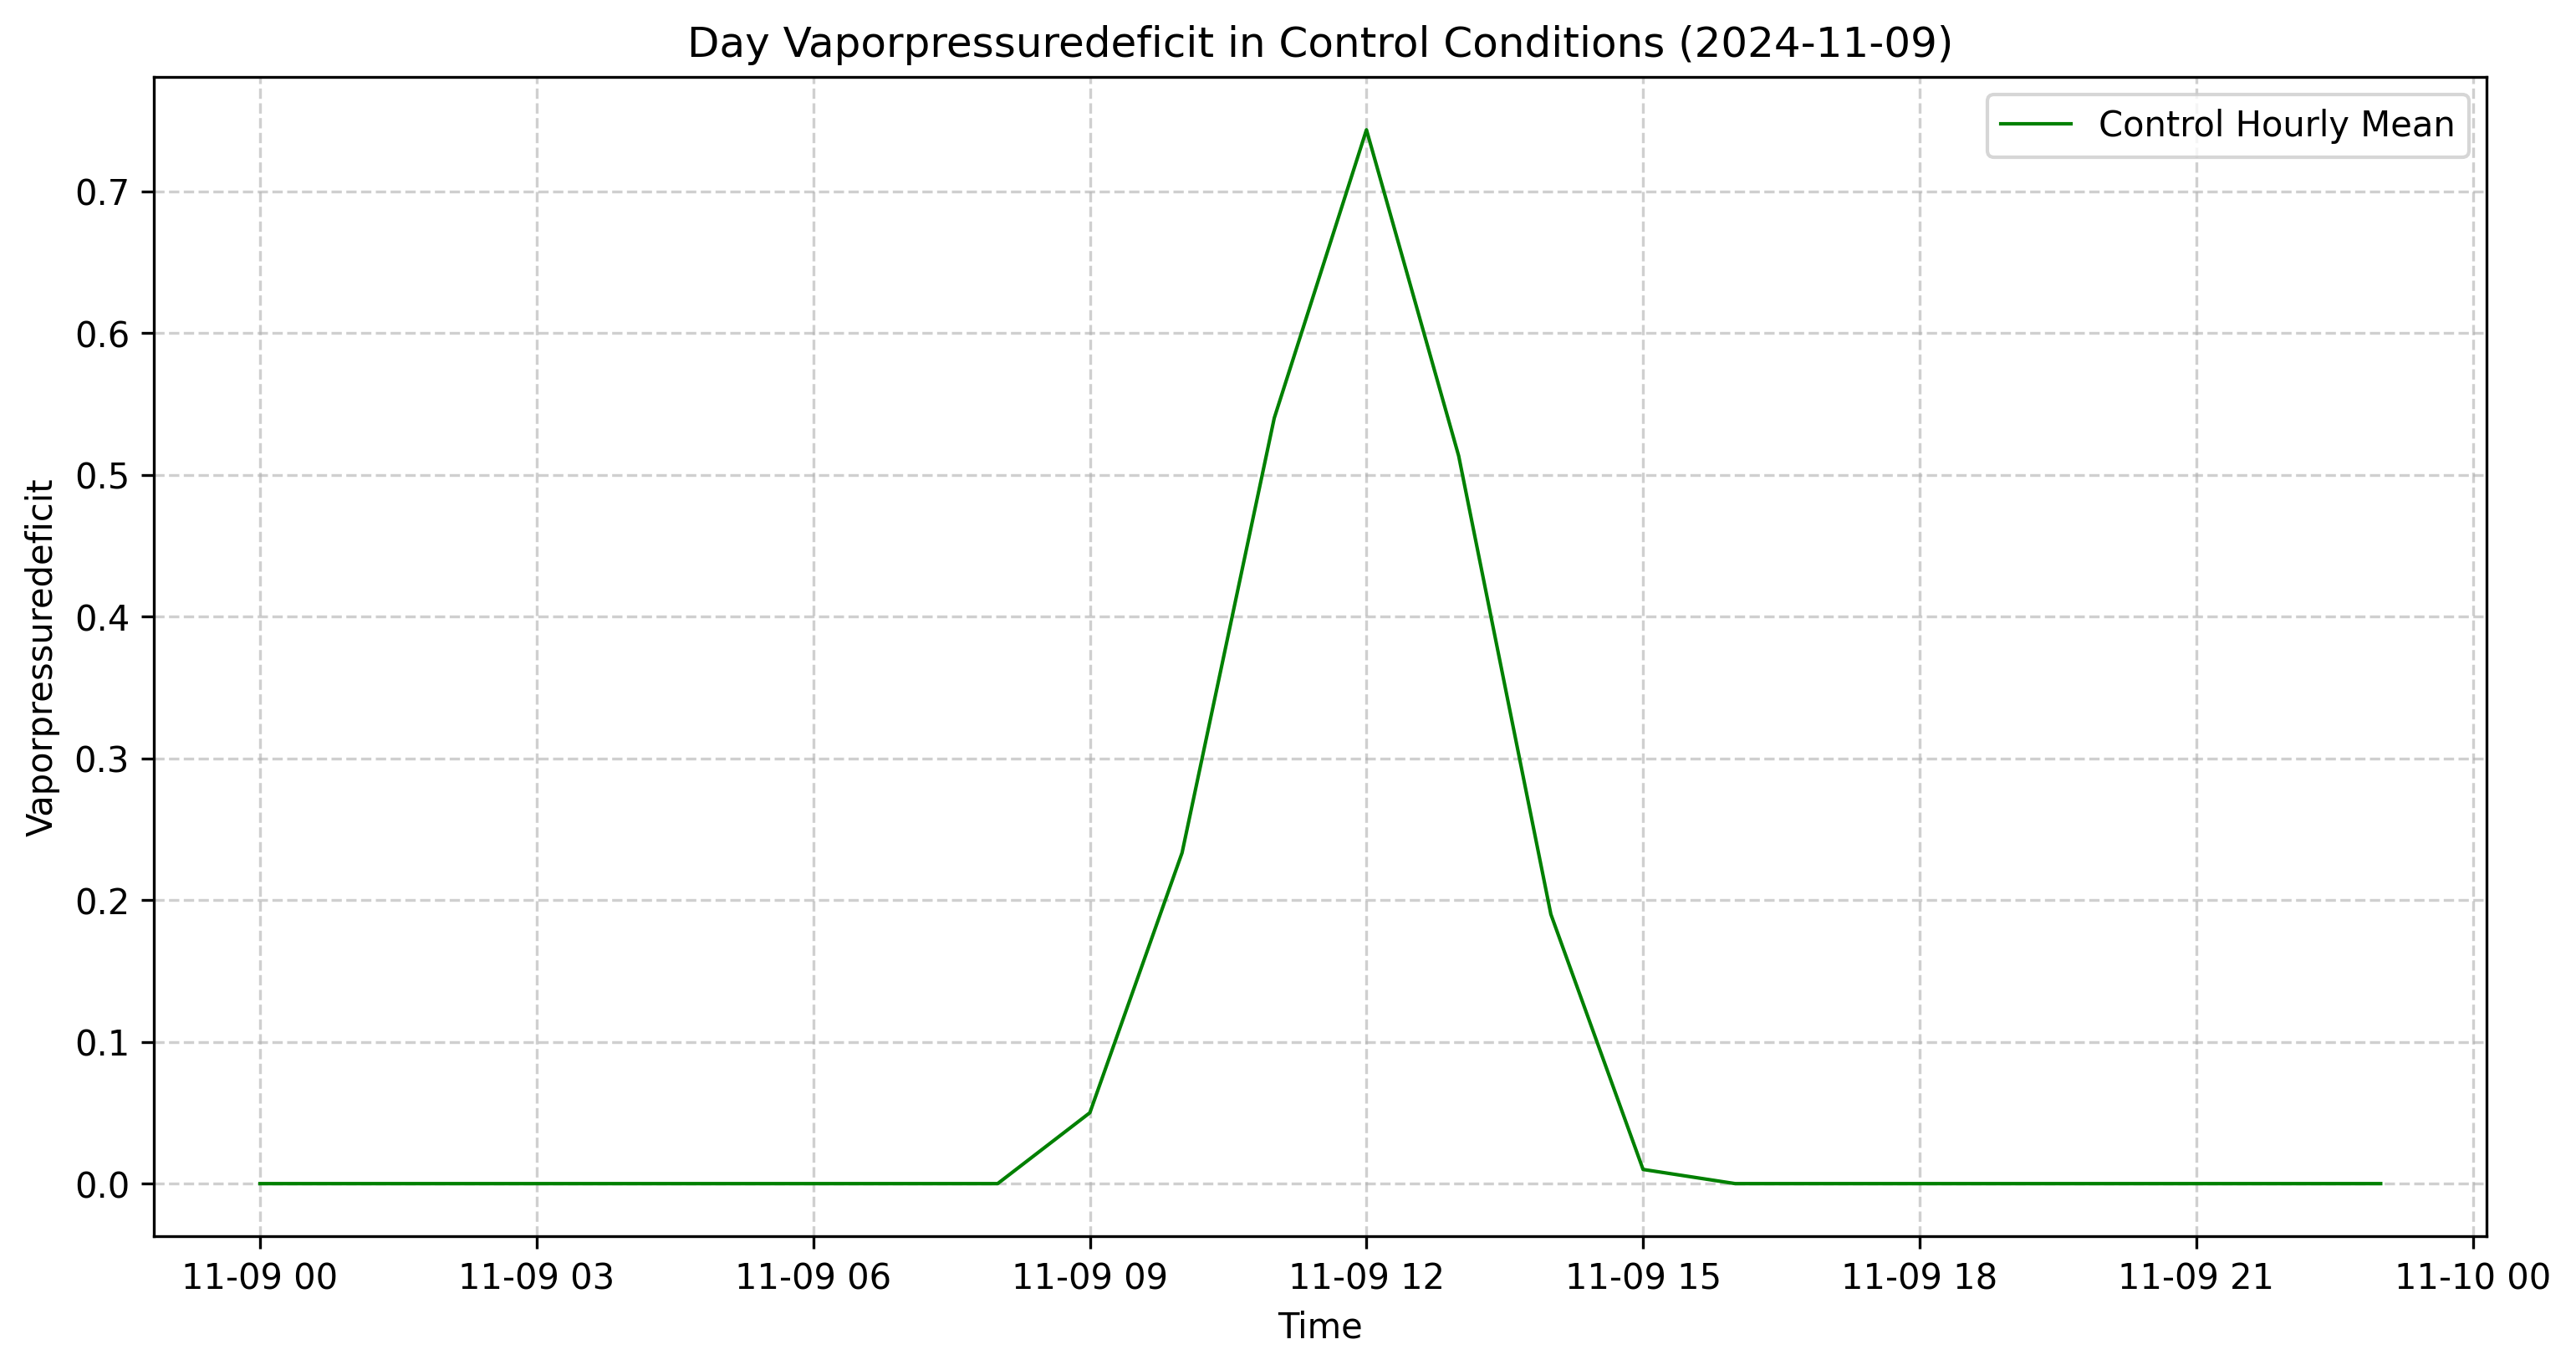 Day Vaporpressuredeficit in Control Conditions (2024-11-09)
Control Hourly Mean
Vaporpressuredeficit
0.7
0.6
0.5
0.4
0.3
0.2
0.1
0.0
11-09 00 11-09 03 11-09 06 11-09 09 11-09 12 11-09 15 11-09 18 11-09 21 11-10 00
Time